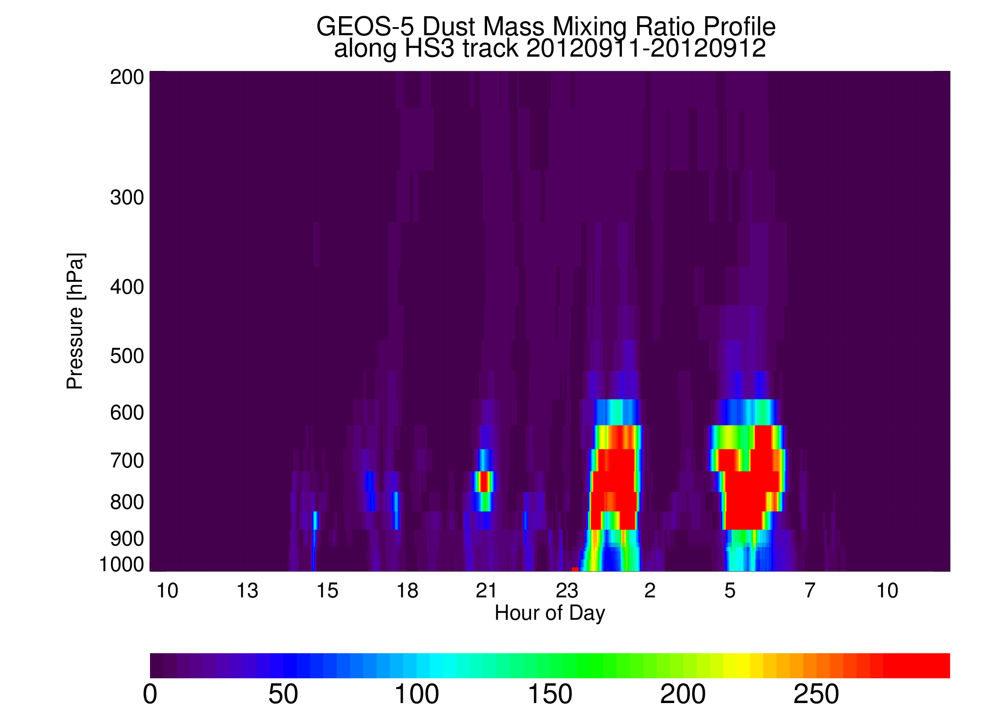 GEOS-5 Dust Mass Mixing Ratio Profile
along HS3 track 20120911-20120912
200
300
400
500
600
700
800
900
1000
Pressure [hPa]
10 13 15 18 21 23 2 5 7 10
Hour of Day
0 50 100 150 200 250